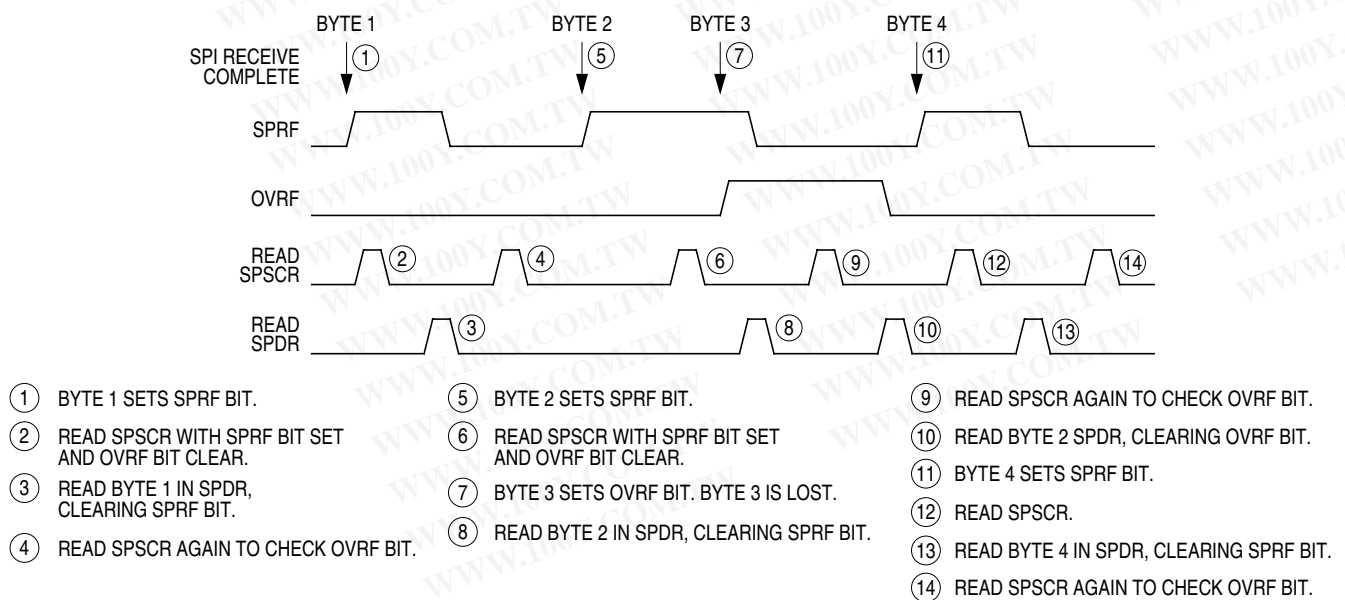 BYTE 1
BYTE 2
BYTE 3
BYTE 4
SPI RECEIVE
COMPLETE
1
5
7
11
SPRF
OVRF
READ
SPSCR
2
4
6
9
12
14
READ
SPDR
3
8
10
13
1 BYTE 1 SETS SPRF BIT.
2 READ SPSCR WITH SPRF BIT SET
AND OVRF BIT CLEAR.
3 READ BYTE 1 IN SPDR,
CLEARING SPRF BIT.
4 READ SPSCR AGAIN TO CHECK OVRF BIT.
5 BYTE 2 SETS SPRF BIT.
6 READ SPSCR WITH SPRF BIT SET
AND OVRF BIT CLEAR.
7 BYTE 3 SETS OVRF BIT. BYTE 3 IS LOST.
8 READ BYTE 2 IN SPDR, CLEARING SPRF BIT.
9 READ SPSCR AGAIN TO CHECK OVRF BIT.
10 READ BYTE 2 SPDR, CLEARING OVRF BIT.
11 BYTE 4 SETS SPRF BIT.
12 READ SPSCR.
13 READ BYTE 4 IN SPDR, CLEARING SPRF BIT.
14 READ SPSCR AGAIN TO CHECK OVRF BIT.
WWW.100Y.COM.TW